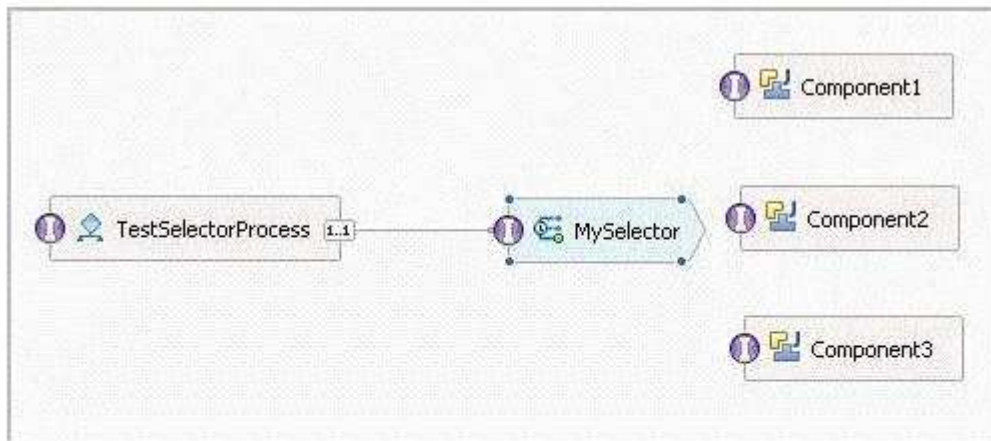 Component1
TestSelectorProcess 1..1
MySelector
Component2
Component3